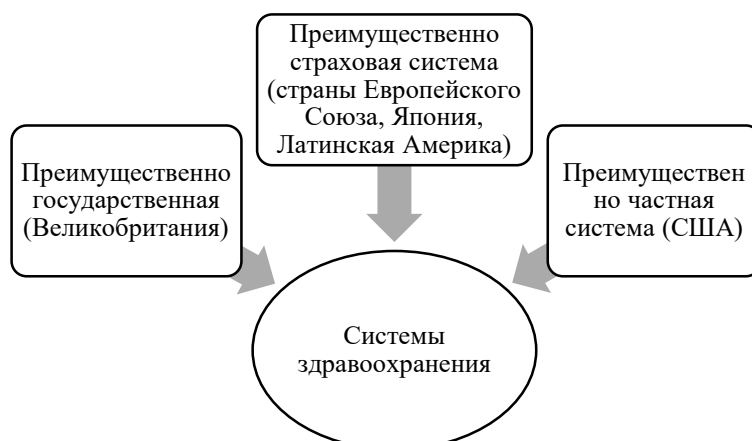 Преимущественно
страховая система
(страны Европейского
Союза, Япония,
Латинская Америка)
Преимущественно
государственная
(Великобритания)
Преимуществен
но частная
система (США)
Системы
здравоохранения